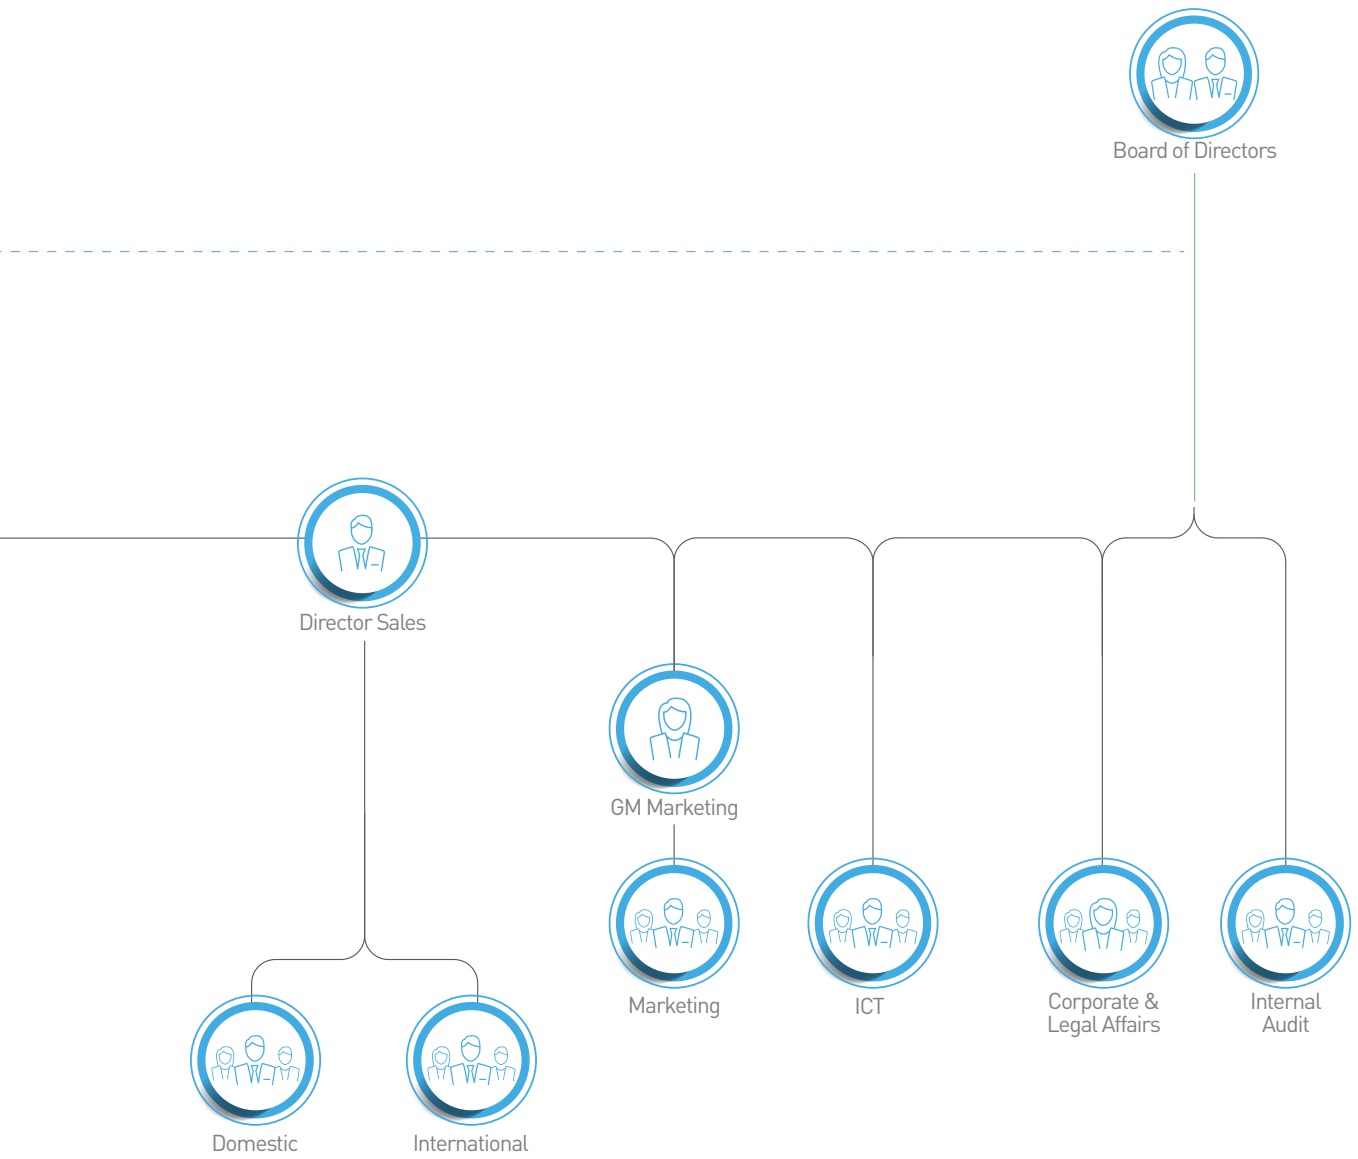 Board of Directors
Director Sales
GM Marketing
Marketing
ICT
Corporate &
Legal Affairs
Internal
Audit
Domestic
International